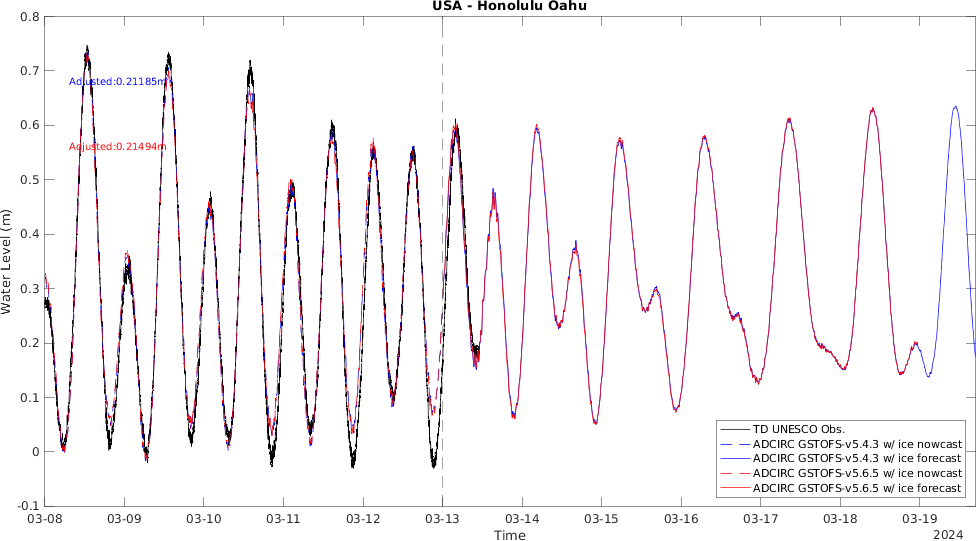 USA - Honolulu Oahu
0.8
0.7
0.6
0.5
0.4
0.3
0.2
0.1
0
-0.1
Water Level (m)
Adjusted:0.21185m
Adjusted:0.21494m
TD UNESCO Obs.
ADCIRC GSTOFS-v5.4.3 w/ ice nowcast
ADCIRC GSTOFS-v5.4.3 w/ ice forecast
ADCIRC GSTOFS-v5.6.5 w/ ice nowcast
ADCIRC GSTOFS-v5.6.5 w/ ice forecast
03-08 03-09 03-10 03-11 03-12 03-13 03-14 03-15 03-16 03-17 03-18 03-19
Time
2024